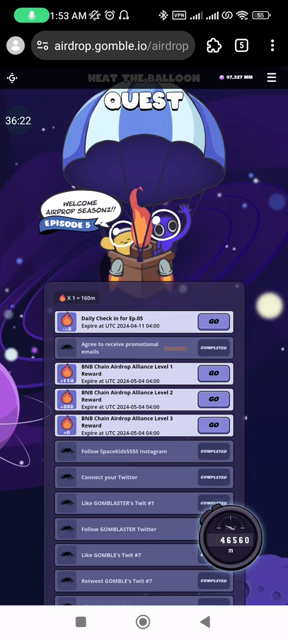 1:53 AM
VPN
85
airdrop.gomble.io/airdrop
5
HEAT THE BALLOON
97,327 MM
QUEST
36:22
WELCOME
AIRDROP SEASON2!!
EPISODE 5
X 1 = 160m
Daily Check in for Ep.05
Expire at UTC 2024-04-11 04:00
GO
Agree to receive promotional
emails
COMPLETED
BNB Chain Airdrop Alliance Level 1
Reward
Expire at UTC 2024-05-04 04:00
GO
BNB Chain Airdrop Alliance Level 2
Reward
Expire at UTC 2024-05-04 04:00
GO
BNB Chain Airdrop Alliance Level 3
Reward
Expire at UTC 2024-05-04 04:00
GO
Follow SpaceKids5555 Instagram
COMPLETED
Connect your Twitter
COMPLETED
Like GOMBLASTER's Twit #1
COMPLETED
Follow GOMBLASTER Twitter
Like GOMBLE's Twit #7
46560
m
Retweet GOMBLE's Twit #7
COMPLETED